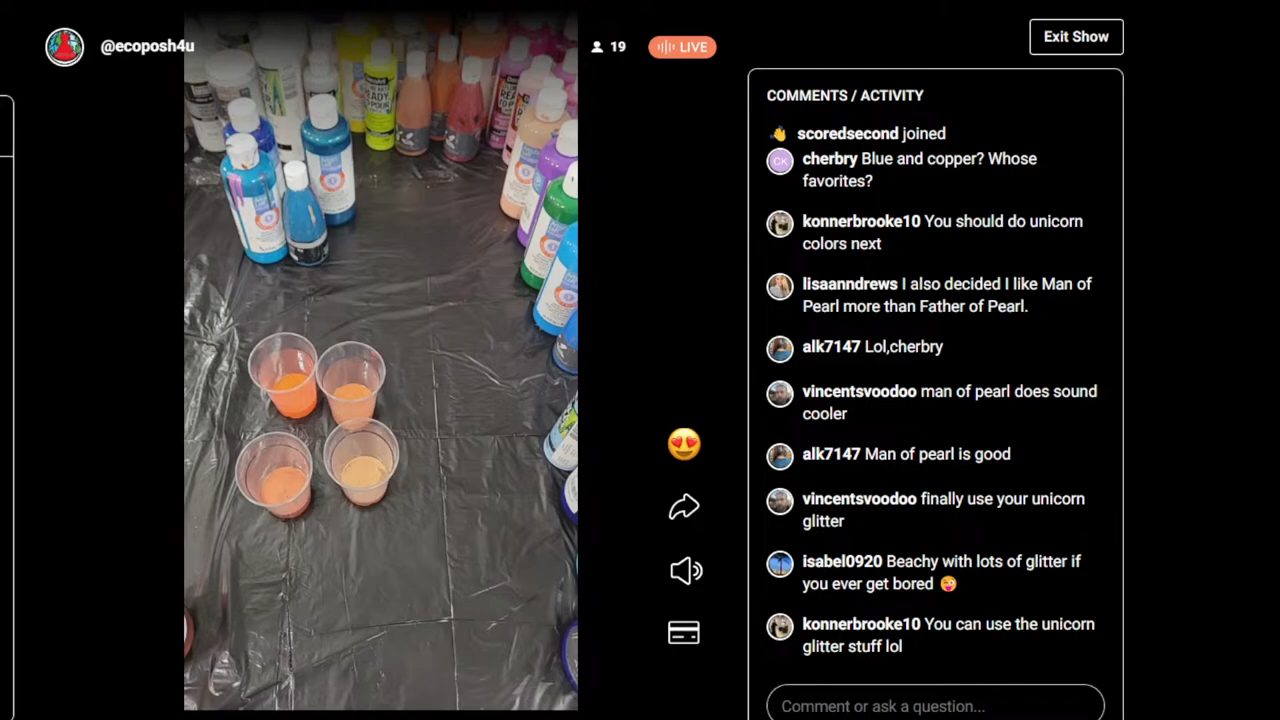 @ecoposh4u
19
LIVE
Exit Show
COMMENTS / ACTIVITY
scoredsecond joined
CK
cherbry Blue and copper? Whose
favorites?
konnerbrooke10 You should do unicorn
colors next
lisaanndrews I also decided I like Man of
Pearl more than Father of Pearl.
alk7147 Lol,cherbry
vincentsvoodoo man of pearl does sound
cooler
alk7147 Man of pearl is good
vincentsvoodoo finally use your unicorn
glitter
isabel0920 Beachy with lots of glitter if
you ever get bored 😜
konnerbrooke10 You can use the unicorn
glitter stuff lol
Comment or ask a question...
READY